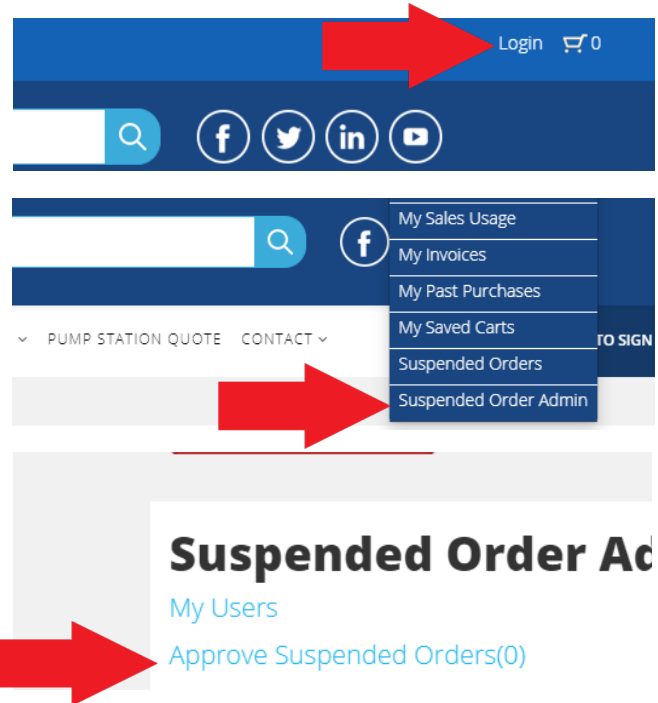 Login 0
f in
f
My Sales Usage
My Invoices
My Past Purchases
My Saved Carts
Suspended Orders
Suspended Order Admin
PUMP STATION QUOTE CONTACT
TO SIGN
Suspended Order Ad
My Users
Approve Suspended Orders(0)